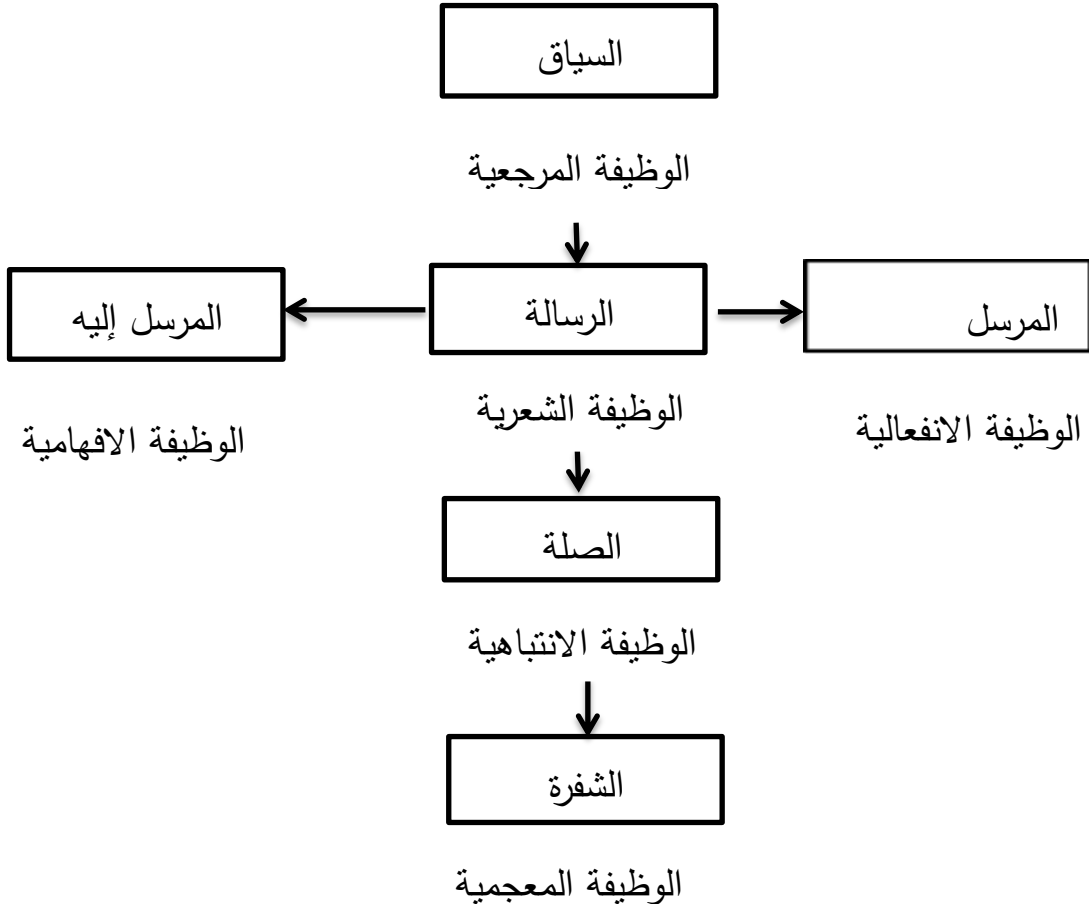 السياق
الوظيفة المرجعية
المرسل
الرسالة
المرسل إليه
الوظيفة الانفعالية
الوظيفة الشعرية
الوظيفة الافهامية
الصلة
الوظيفة الانتباهية
الشفرة
الوظيفة المعجمية